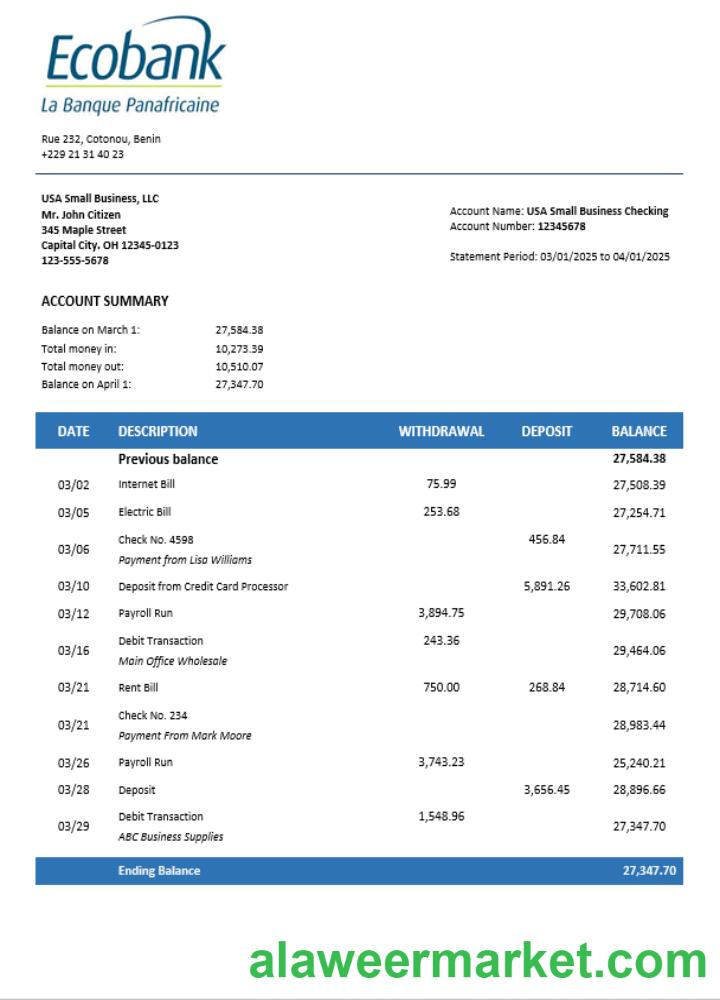 Ecobank
La Banque Panafricaine
Rue 232, Cotonou, Benin
+229 21 31 40 23
USA Small Business, LLC
Mr. John Citizen
345 Maple Street
Capital City. OH 12345-0123
123-555-5678
Account Name: USA Small Business Checking
Account Number: 12345678
Statement Period: 03/01/2025 to 04/01/2025
ACCOUNT SUMMARY
Balance on March 1: 27,584.38
Total money in: 10,273.39
Total money out: 10,510.07
Balance on April 1: 27,347.70
DATE DESCRIPTION WITHDRAWAL DEPOSIT BALANCE
Previous balance 27,584.38
03/02 Internet Bill 75.99 27,508.39
03/05 Electric Bill 253.68 27,254.71
03/06 Check No. 4598 456.84 27,711.55
Payment from Lisa Williams
03/10 Deposit from Credit Card Processor 5,891.26 33,602.81
03/12 Payroll Run 3,894.75 29,708.06
03/16 Debit Transaction 243.36 29,464.06
Main Office Wholesale
03/21 Rent Bill 750.00 268.84 28,714.60
03/21 Check No. 234 28,983.44
Payment From Mark Moore
03/26 Payroll Run 3,743.23 25,240.21
03/28 Deposit 3,656.45 28,896.66
03/29 Debit Transaction 1,548.96 27,347.70
ABC Business Supplies
Ending Balance 27,347.70
alaweermarket.com